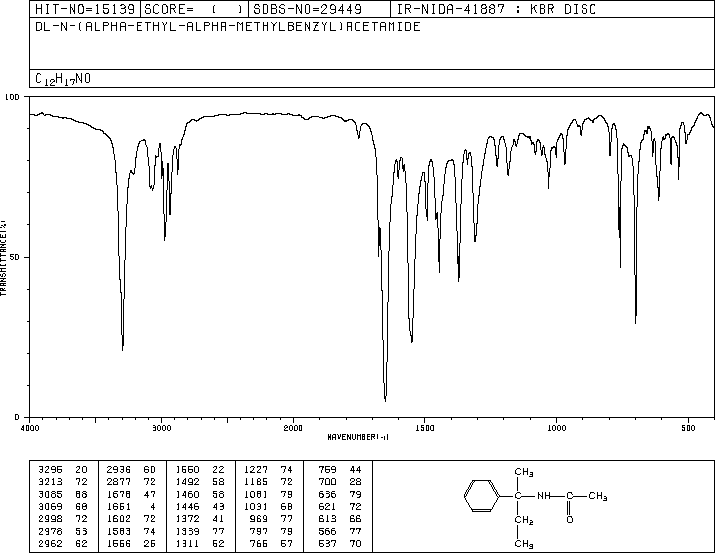 HIT-NO=15139 SCORE= ( ) SDBS-NO=29449 IR-NIDA-41887 : KBR DISC
DL-N-(ALPHA-ETHYL-ALPHA-METHYLBENZYL)ACETAMIDE
C12H17NO
100
50
0
TRANSMITTANCE(%)
4000 3000 2000 1500 1000 500
WAVENUMBER(-1)
3295 20 2936 60 1550 22 1227 74 759 44
3213 72 2877 72 1492 58 1185 72 700 28
3085 68 1678 47 1460 58 1081 79 636 79
3069 68 1651 4 1446 43 1031 68 621 72
2998 72 1602 72 1372 41 969 77 613 66
2978 53 1583 74 1339 77 797 79 566 77
2962 62 1556 26 1311 52 766 57 537 70
CH3
C NH C CH3
CH2 O
CH3